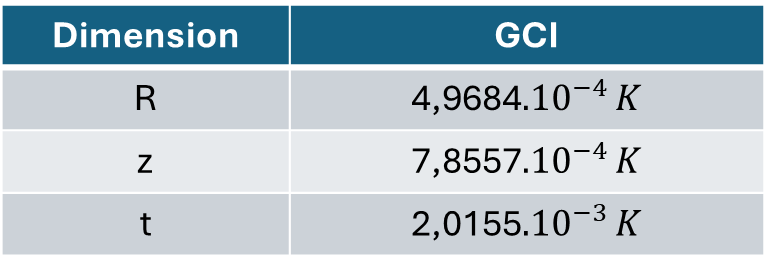 Dimension GCI
R 4,9684.10⁻⁴ K
z 7,8557.10⁻⁴ K
t 2,0155.10⁻³ K